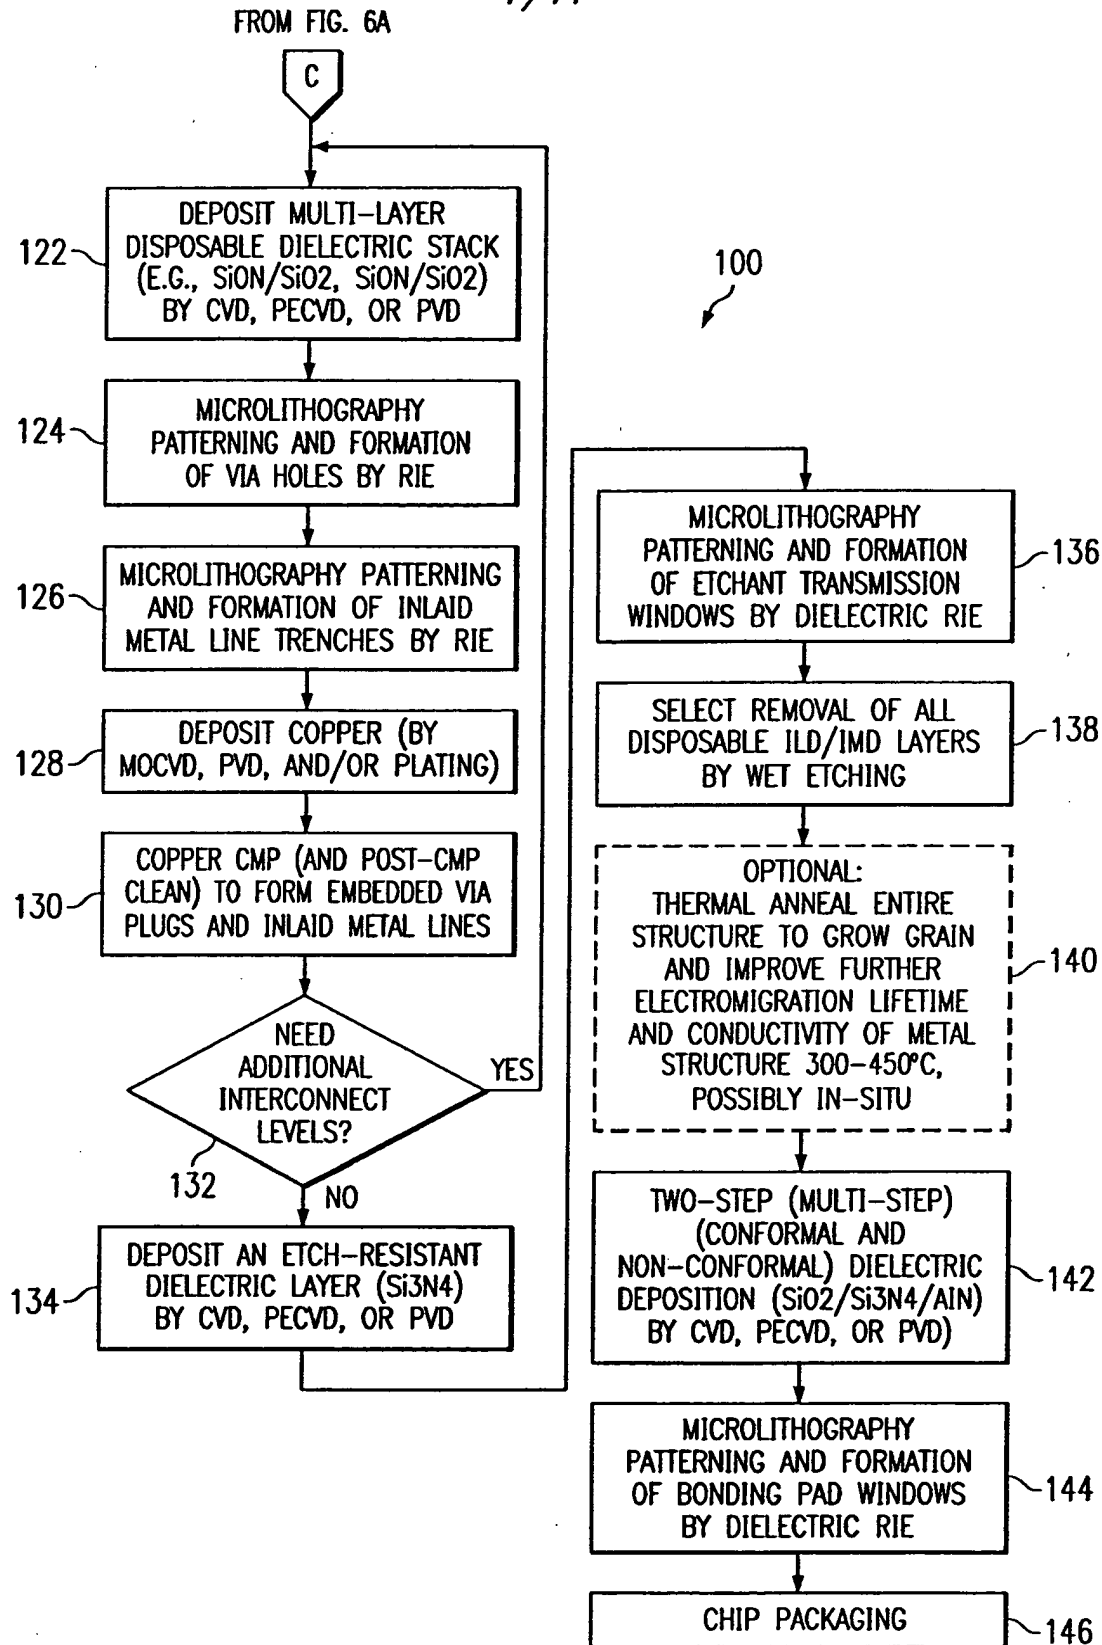 FROM FIG. 6A
C
122
DEPOSIT MULTI-LAYER
DISPOSABLE DIELECTRIC STACK
(E.G., SiON/SiO2, SiON/SiO2)
BY CVD, PECVD, OR PVD
124
MICROLITHOGRAPHY
PATTERNING AND FORMATION
OF VIA HOLES BY RIE
126
MICROLITHOGRAPHY PATTERNING
AND FORMATION OF INLAID
METAL LINE TRENCHES BY RIE
128
DEPOSIT COPPER (BY
MOCVD, PVD, AND/OR PLATING)
130
COPPER CMP (AND POST-CMP
CLEAN) TO FORM EMBEDDED VIA
PLUGS AND INLAID METAL LINES
NEED
ADDITIONAL
INTERCONNECT
LEVELS?
YES
132
NO
134
DEPOSIT AN ETCH-RESISTANT
DIELECTRIC LAYER (Si3N4)
BY CVD, PECVD, OR PVD
100
MICROLITHOGRAPHY
PATTERNING AND FORMATION
OF ETCHANT TRANSMISSION
WINDOWS BY DIELECTRIC RIE
136
SELECT REMOVAL OF ALL
DISPOSABLE ILD/IMD LAYERS
BY WET ETCHING
138
OPTIONAL:
THERMAL ANNEAL ENTIRE
STRUCTURE TO GROW GRAIN
AND IMPROVE FURTHER
ELECTROMIGRATION LIFETIME
AND CONDUCTIVITY OF METAL
STRUCTURE 300-450°C,
POSSIBLY IN-SITU
140
TWO-STEP (MULTI-STEP)
(CONFORMAL AND
NON-CONFORMAL) DIELECTRIC
DEPOSITION (SiO2/Si3N4/AlN)
BY CVD, PECVD, OR PVD)
142
MICROLITHOGRAPHY
PATTERNING AND FORMATION
OF BONDING PAD WINDOWS
BY DIELECTRIC RIE
144
CHIP PACKAGING
146